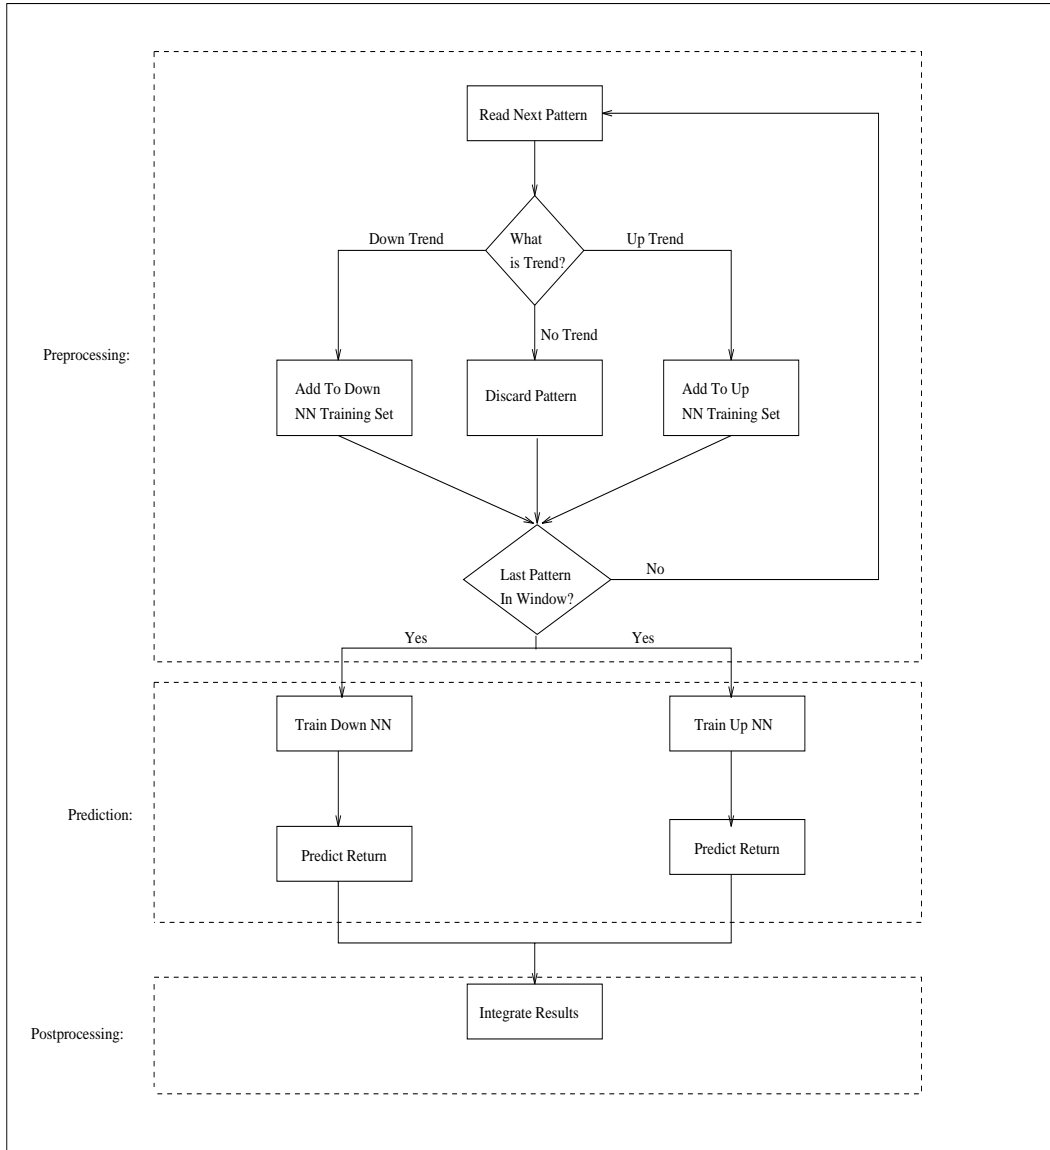 Read Next Pattern
Down Trend
What
is Trend?
Up Trend
No Trend
Preprocessing:
Add To Down
NN Training Set
Discard Pattern
Add To Up
NN Training Set
Last Pattern
In Window?
No
Yes
Yes
Train Down NN
Train Up NN
Prediction:
Predict Return
Predict Return
Integrate Results
Postprocessing: